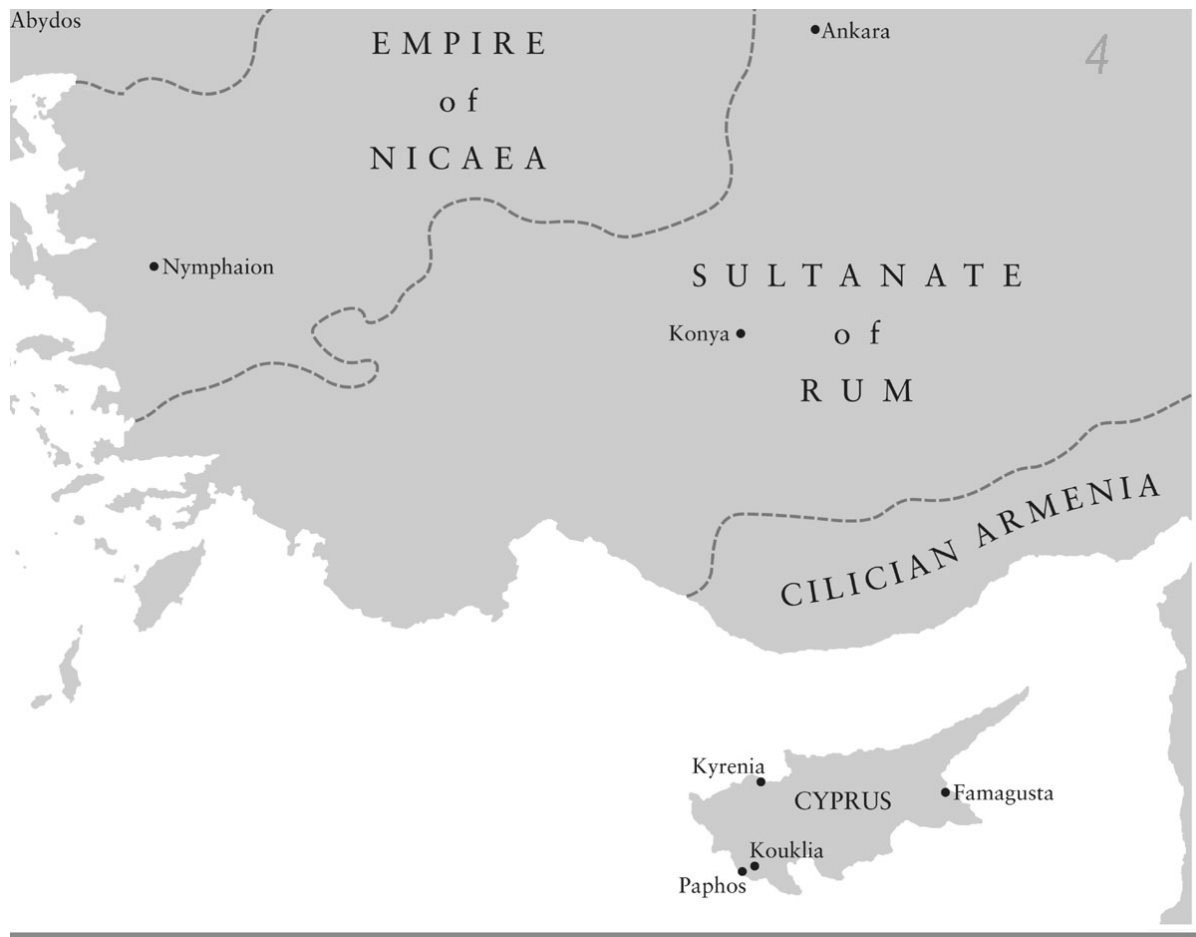 Abydos
EMPIRE
of
NICAEA
Ankara
4
Nymphaion
SULTANATE
of
RUM
Konya
CILICIAN ARMENIA
Kyrenia
CYPRUS
Famagusta
Kouklia
Paphos